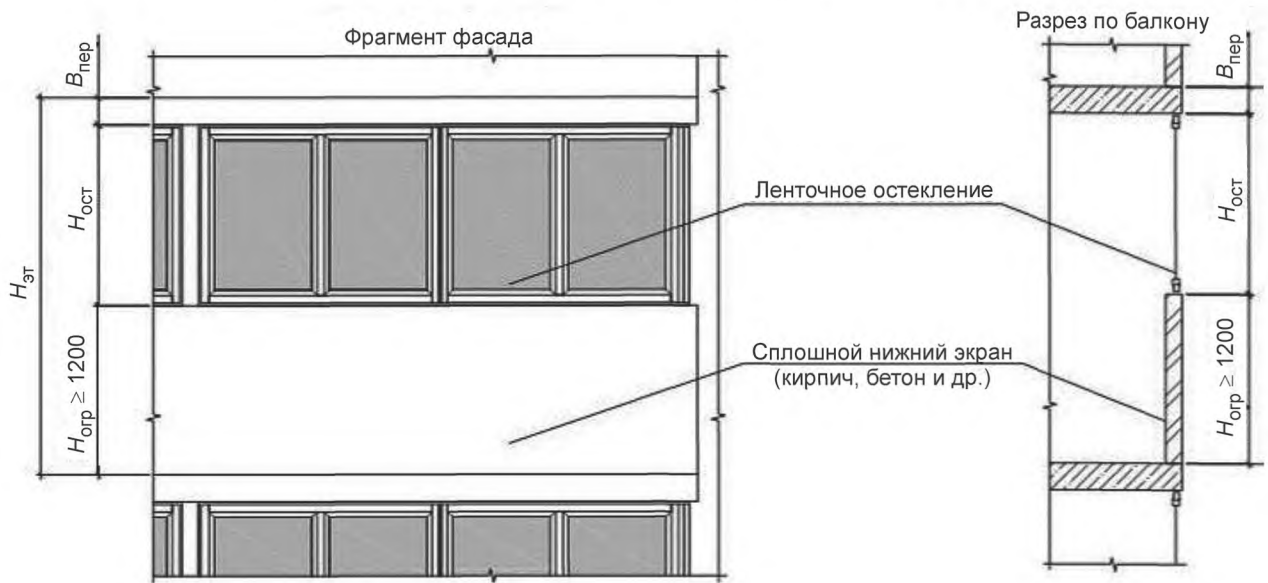 Фрагмент фасада
Разрез по балкону
Bпер
Hост
Hэт
Hогр ≥ 1200
Ленточное остекление
Сплошной нижний экран
(кирпич, бетон и др.)
Bпер
Hост
Hогр ≥ 1200